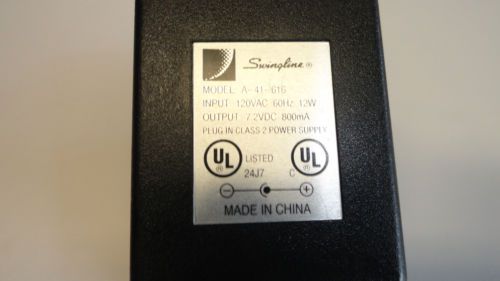 Swingline ®
MODEL A-41-616
INPUT 120VAC 60Hz 12W
OUTPUT 7.2VDC 800mA
PLUG IN CLASS 2 POWER SUPPLY
UL ® LISTED C UL ®
24J7
MADE IN CHINA